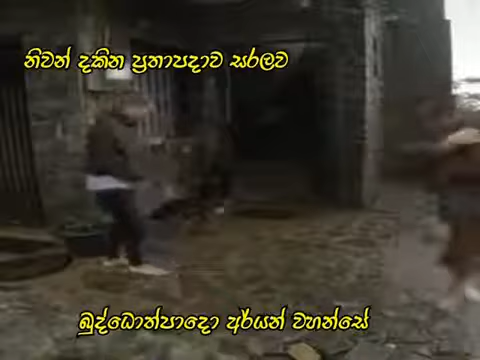 නිවන් දකින ප්‍රතාපදාව සරලව
බුද්ධොත්පාදො අර්යන් වහන්සේ